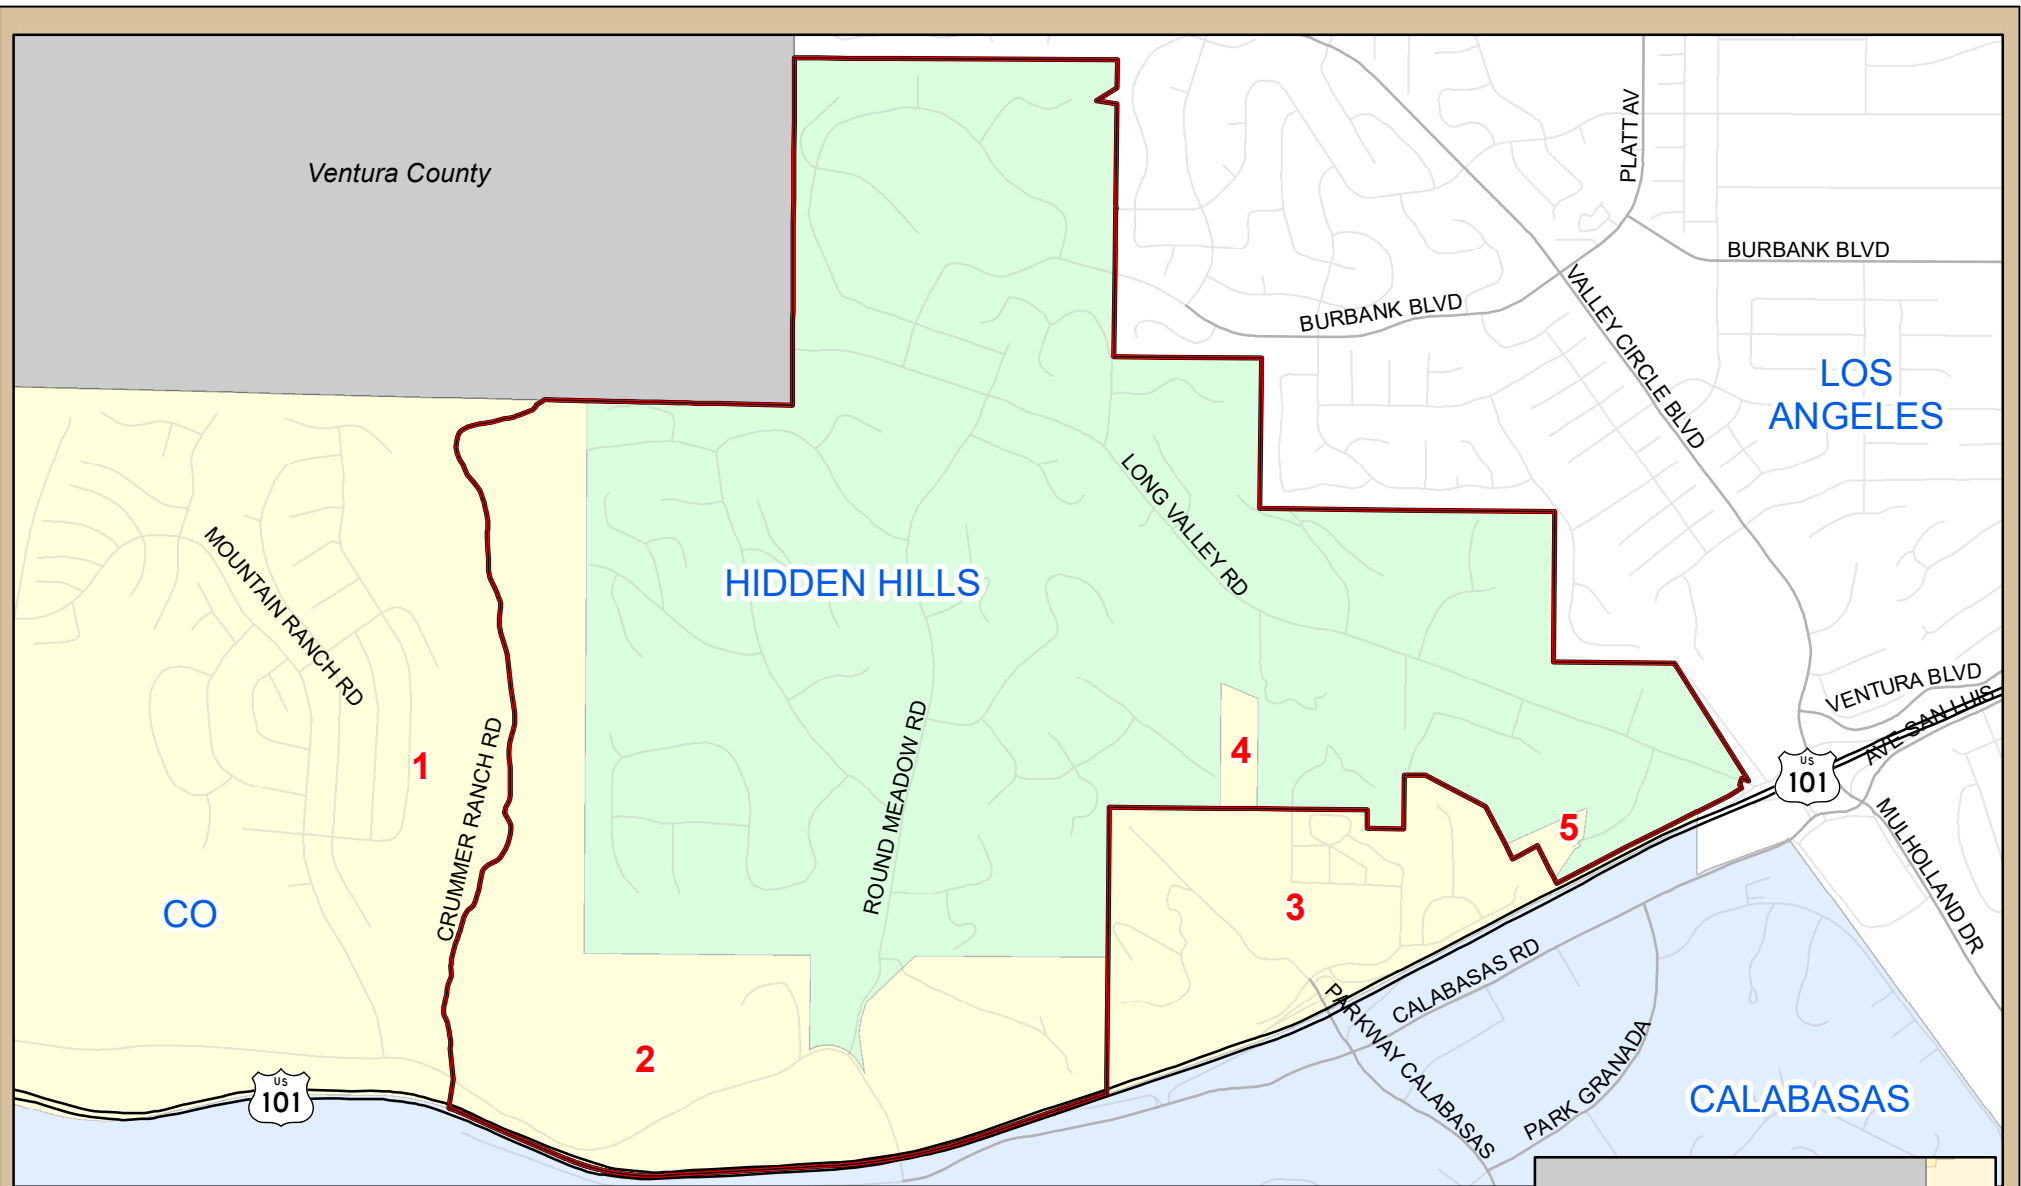 Ventura County
PLATT AV
BURBANK BLVD
BURBANK BLVD
VALLEY CIRCLE BLVD
LOS
ANGELES
LONG VALLEY RD
HIDDEN HILLS
MOUNTAIN RANCH RD
VENTURA BLVD
AVE SAN LUIS
US
101
1
CRUMMER RANCH RD
ROUND MEADOW RD
4
5
3
MULHOLLAND DR
CO
CALABASAS RD
PARKWAY CALABASAS
PARK GRANADA
2
US
101
CALABASAS